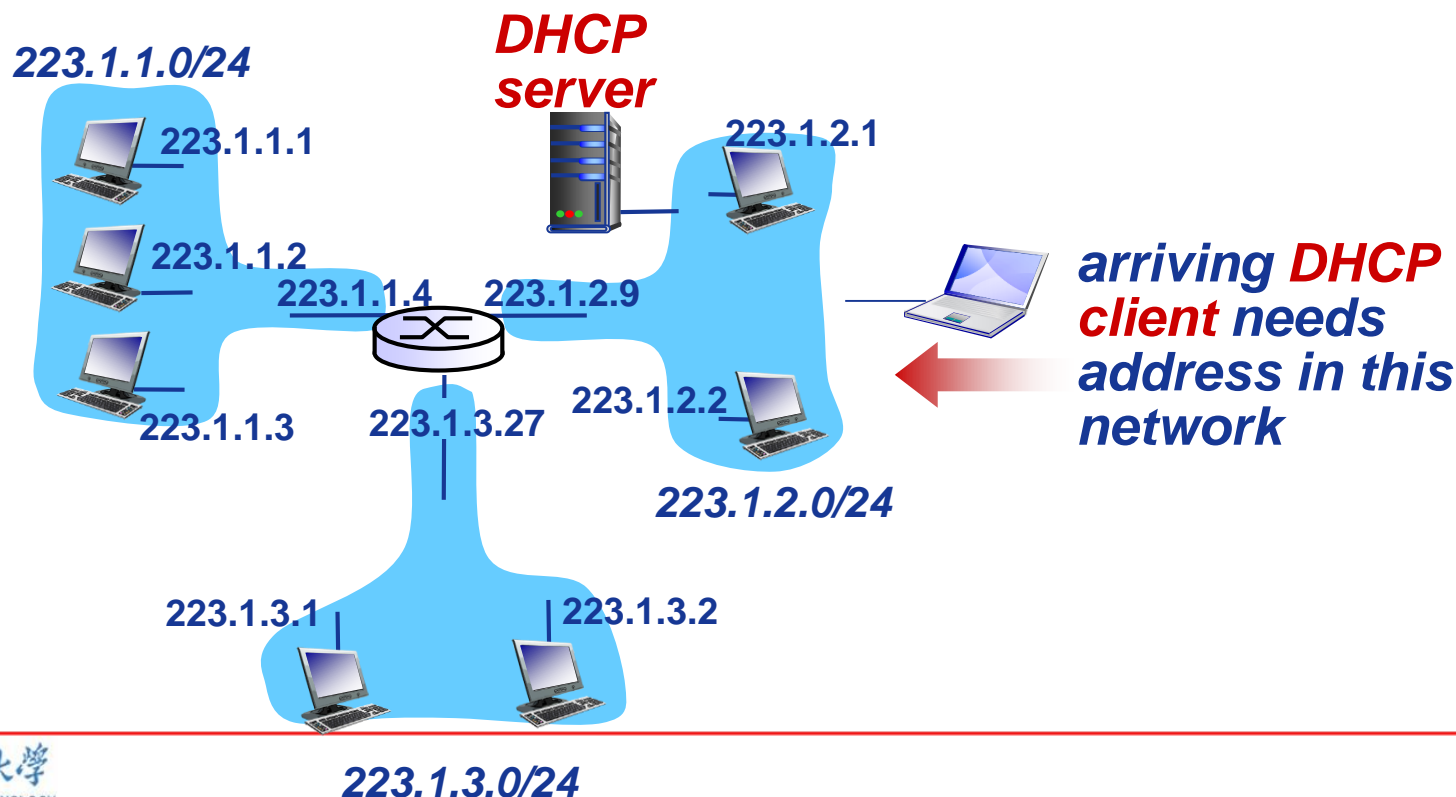 DHCP
server
223.1.1.0/24
223.1.1.1
223.1.2.1
223.1.1.2
223.1.1.4
223.1.2.9
arriving DHCP
client needs
address in this
network
223.1.1.3
223.1.3.27
223.1.2.2
223.1.2.0/24
223.1.3.1
223.1.3.2
223.1.3.0/24
大學